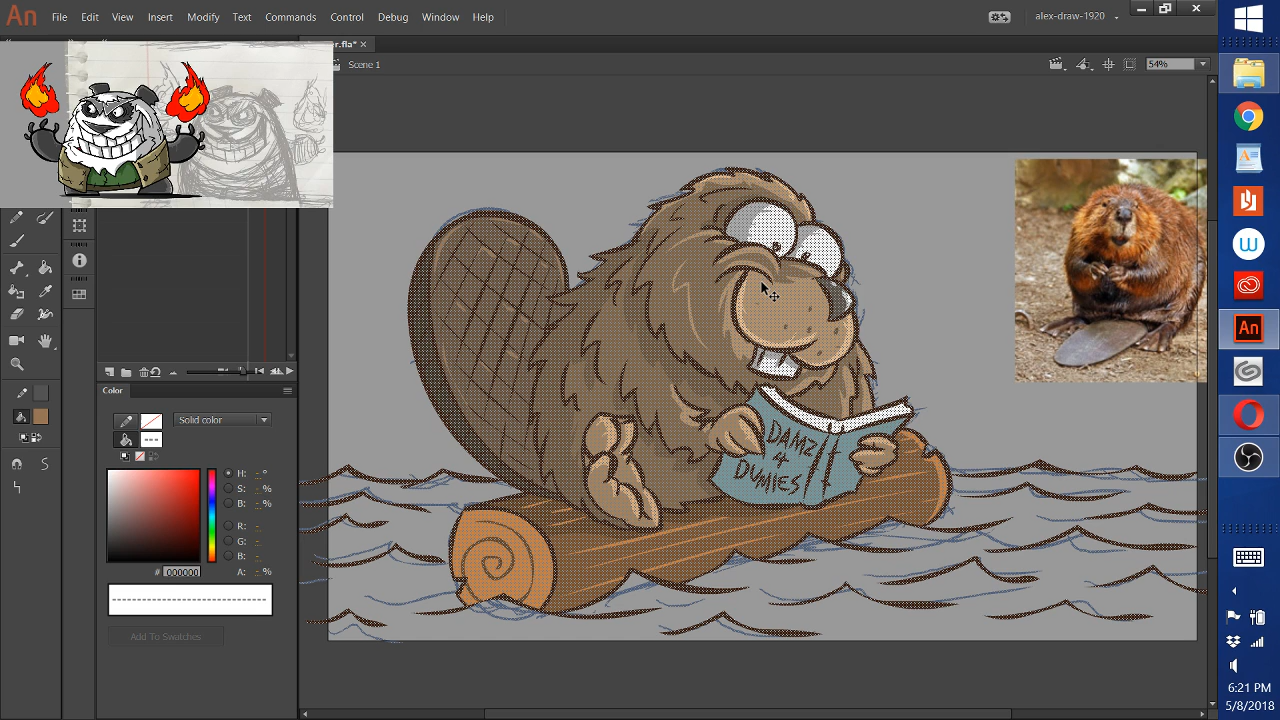 An File Edit View Insert Modify Text Commands Control Debug Window Help alex-draw-1920
r.fla* ×
Scene 1 54%
DAMZ
4
DUMIES
Color
Solid color
H: - °
S: - %
B: - %
R: -
G: -
B: -
# 000000 A: - %
Add To Swatches
An
6:21 PM
5/8/2018